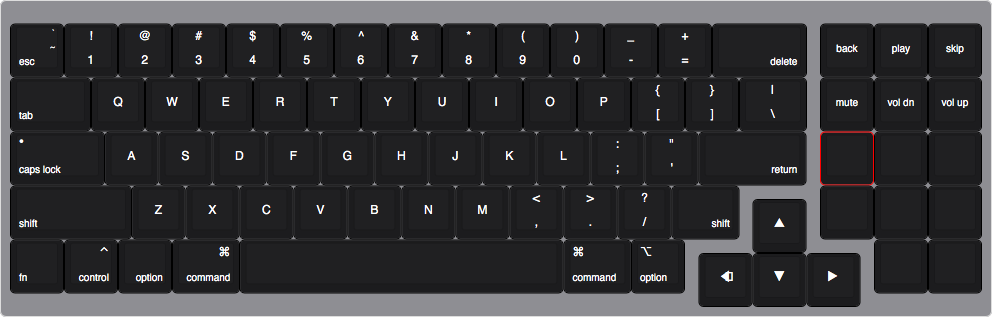 ` ! @ # $ % ^ & * ( ) _ +
~
esc 1 2 3 4 5 6 7 8 9 0 - = delete back play skip
tab Q W E R T Y U I O P { [ } ] | \ mute vol dn vol up
• caps lock A S D F G H J K L : ; " ' return
shift Z X C V B N M < , > . ? / shift ▲
fn ^ control option ⌘ command ⌘ command ⌥ option ◀ ▼ ▶